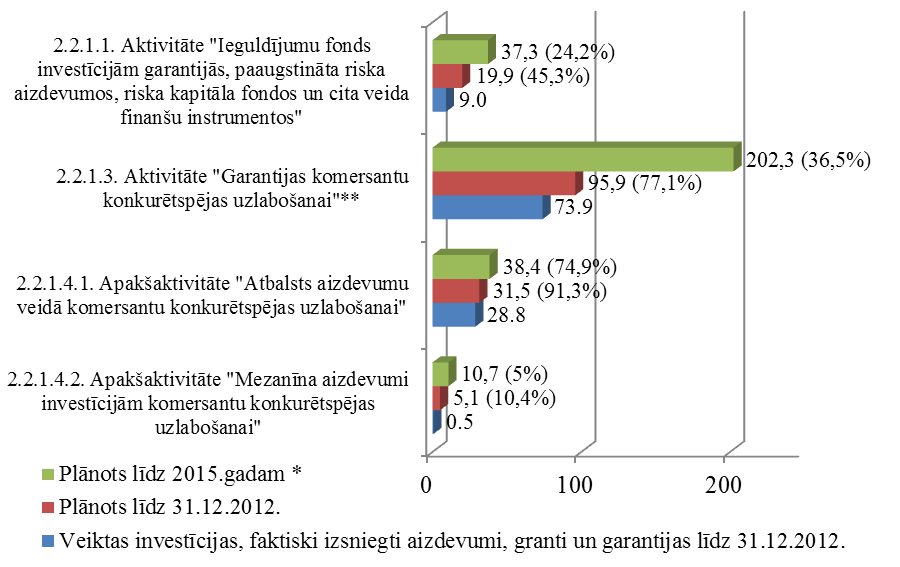 2.2.1.1. Aktivitāte "Ieguldījumu fonds
investīcijām garantijās, paaugstināta riska
aizdevumos, riska kapitāla fondos un cita veida
finanšu instrumentos"
37,3 (24,2%)
19,9 (45,3%)
9.0
2.2.1.3. Aktivitāte "Garantijas komersantu
konkurētspējas uzlabošanai"**
202,3 (36,5%)
95,9 (77,1%)
73.9
2.2.1.4.1. Apakšaktivitāte "Atbalsts aizdevumu
veidā komersantu konkurētspējas uzlabošanai"
38,4 (74,9%)
31,5 (91,3%)
28.8
2.2.1.4.2. Apakšaktivitāte "Mezanīna aizdevumi
investīcijām komersantu konkurētspējas
uzlabošanai"
10,7 (5%)
5,1 (10,4%)
0.5
0 100 200
Plānots līdz 2015.gadam *
Plānots līdz 31.12.2012.
Veiktas investīcijas, faktiski izsniegti aizdevumi, granti un garantijas līdz 31.12.2012.